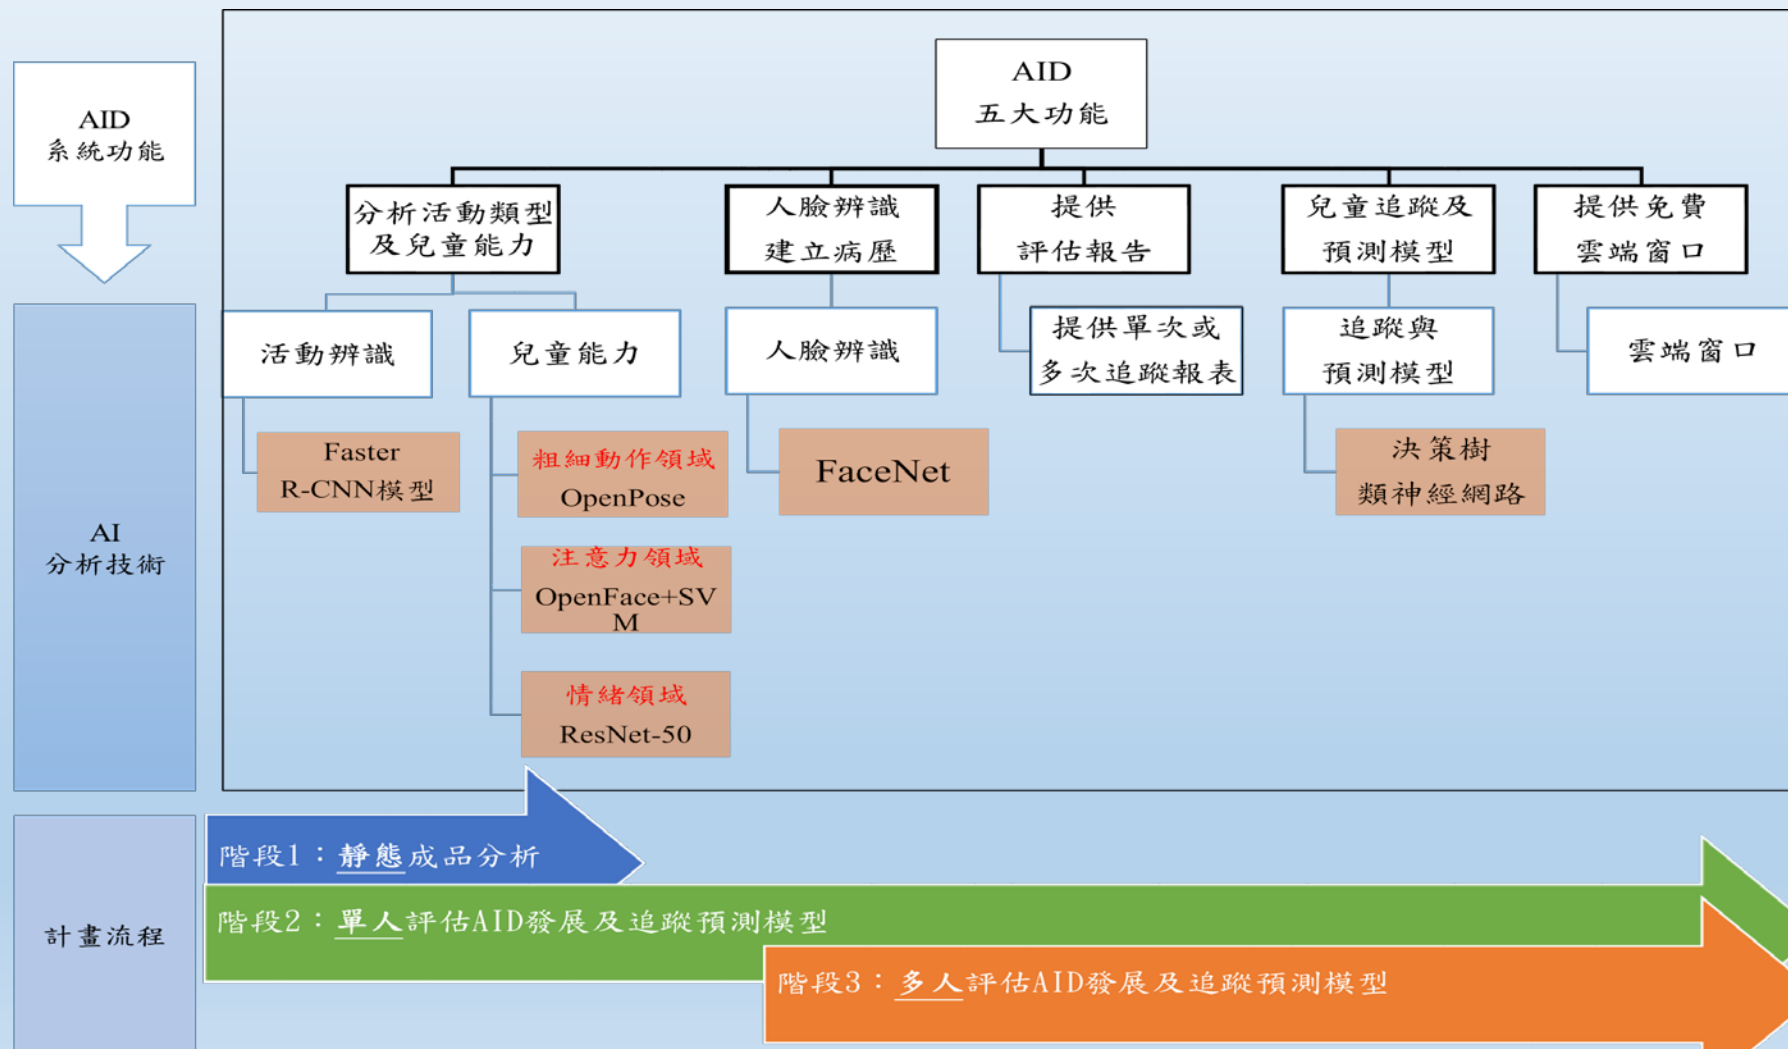 AID
系統功能
AID
五大功能
分析活動類型
及兒童能力
人臉辨識
建立病歷
提供
評估報告
兒童追蹤及
預測模型
提供免費
雲端窗口
活動辨識
兒童能力
人臉辨識
提供單次或
多次追蹤報表
追蹤與
預測模型
雲端窗口
AI
分析技術
Faster
R-CNN模型
粗細動作領域
OpenPose
注意力領域
OpenFace+SV
M
情緒領域
ResNet-50
FaceNet
決策樹
類神經網路
計畫流程
階段1：靜態成品分析
階段2：單人評估AID發展及追蹤預測模型
階段3：多人評估AID發展及追蹤預測模型